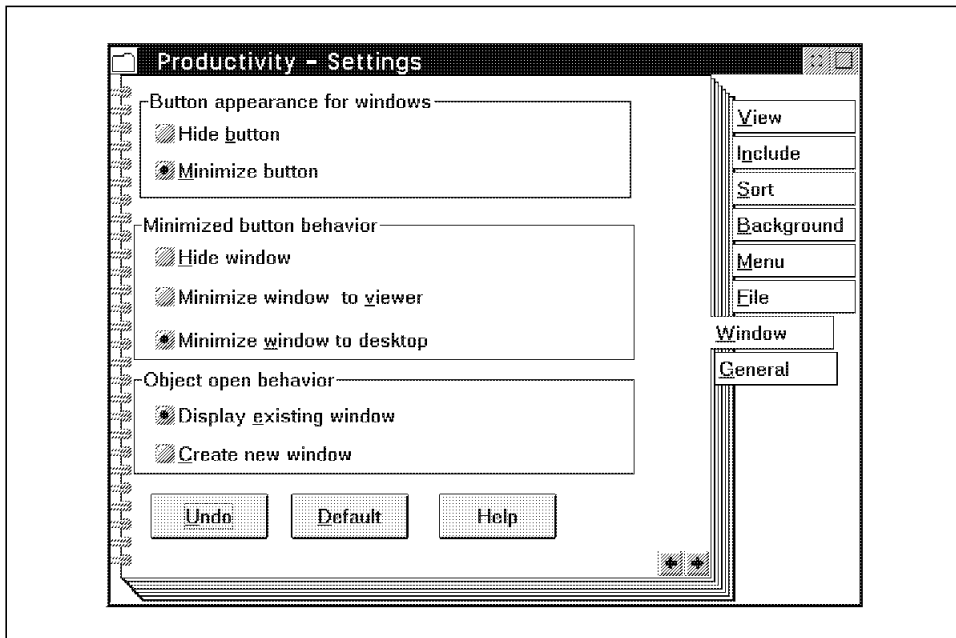 Productivity - Settings
Button appearance for windows
Hide button
Minimize button
Minimized button behavior
Hide window
Minimize window to viewer
Minimize window to desktop
Object open behavior
Display existing window
Create new window
Undo
Default
Help
View
Include
Sort
Background
Menu
File
Window
General